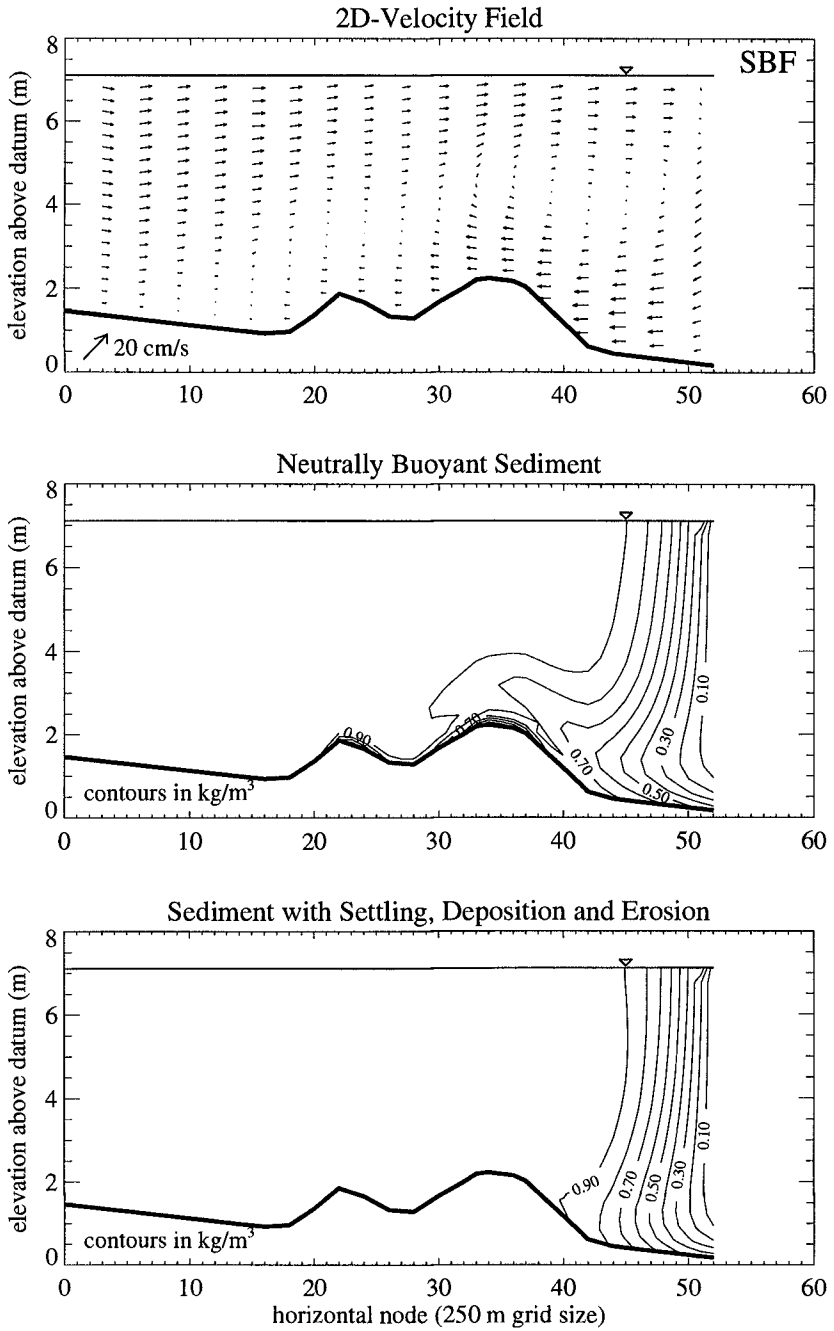 2D-Velocity Field
SBF
elevation above datum (m)
8
6
4
2
0
20 cm/s
0 10 20 30 40 50 60
Neutrally Buoyant Sediment
elevation above datum (m)
8
6
4
2
0
0.90
0.70
0.70
0.50
0.30
0.10
contours in kg/m³
0 10 20 30 40 50 60
Sediment with Settling, Deposition and Erosion
elevation above datum (m)
8
6
4
2
0
0.90
0.70
0.50
0.30
0.10
contours in kg/m³
0 10 20 30 40 50 60
horizontal node (250 m grid size)